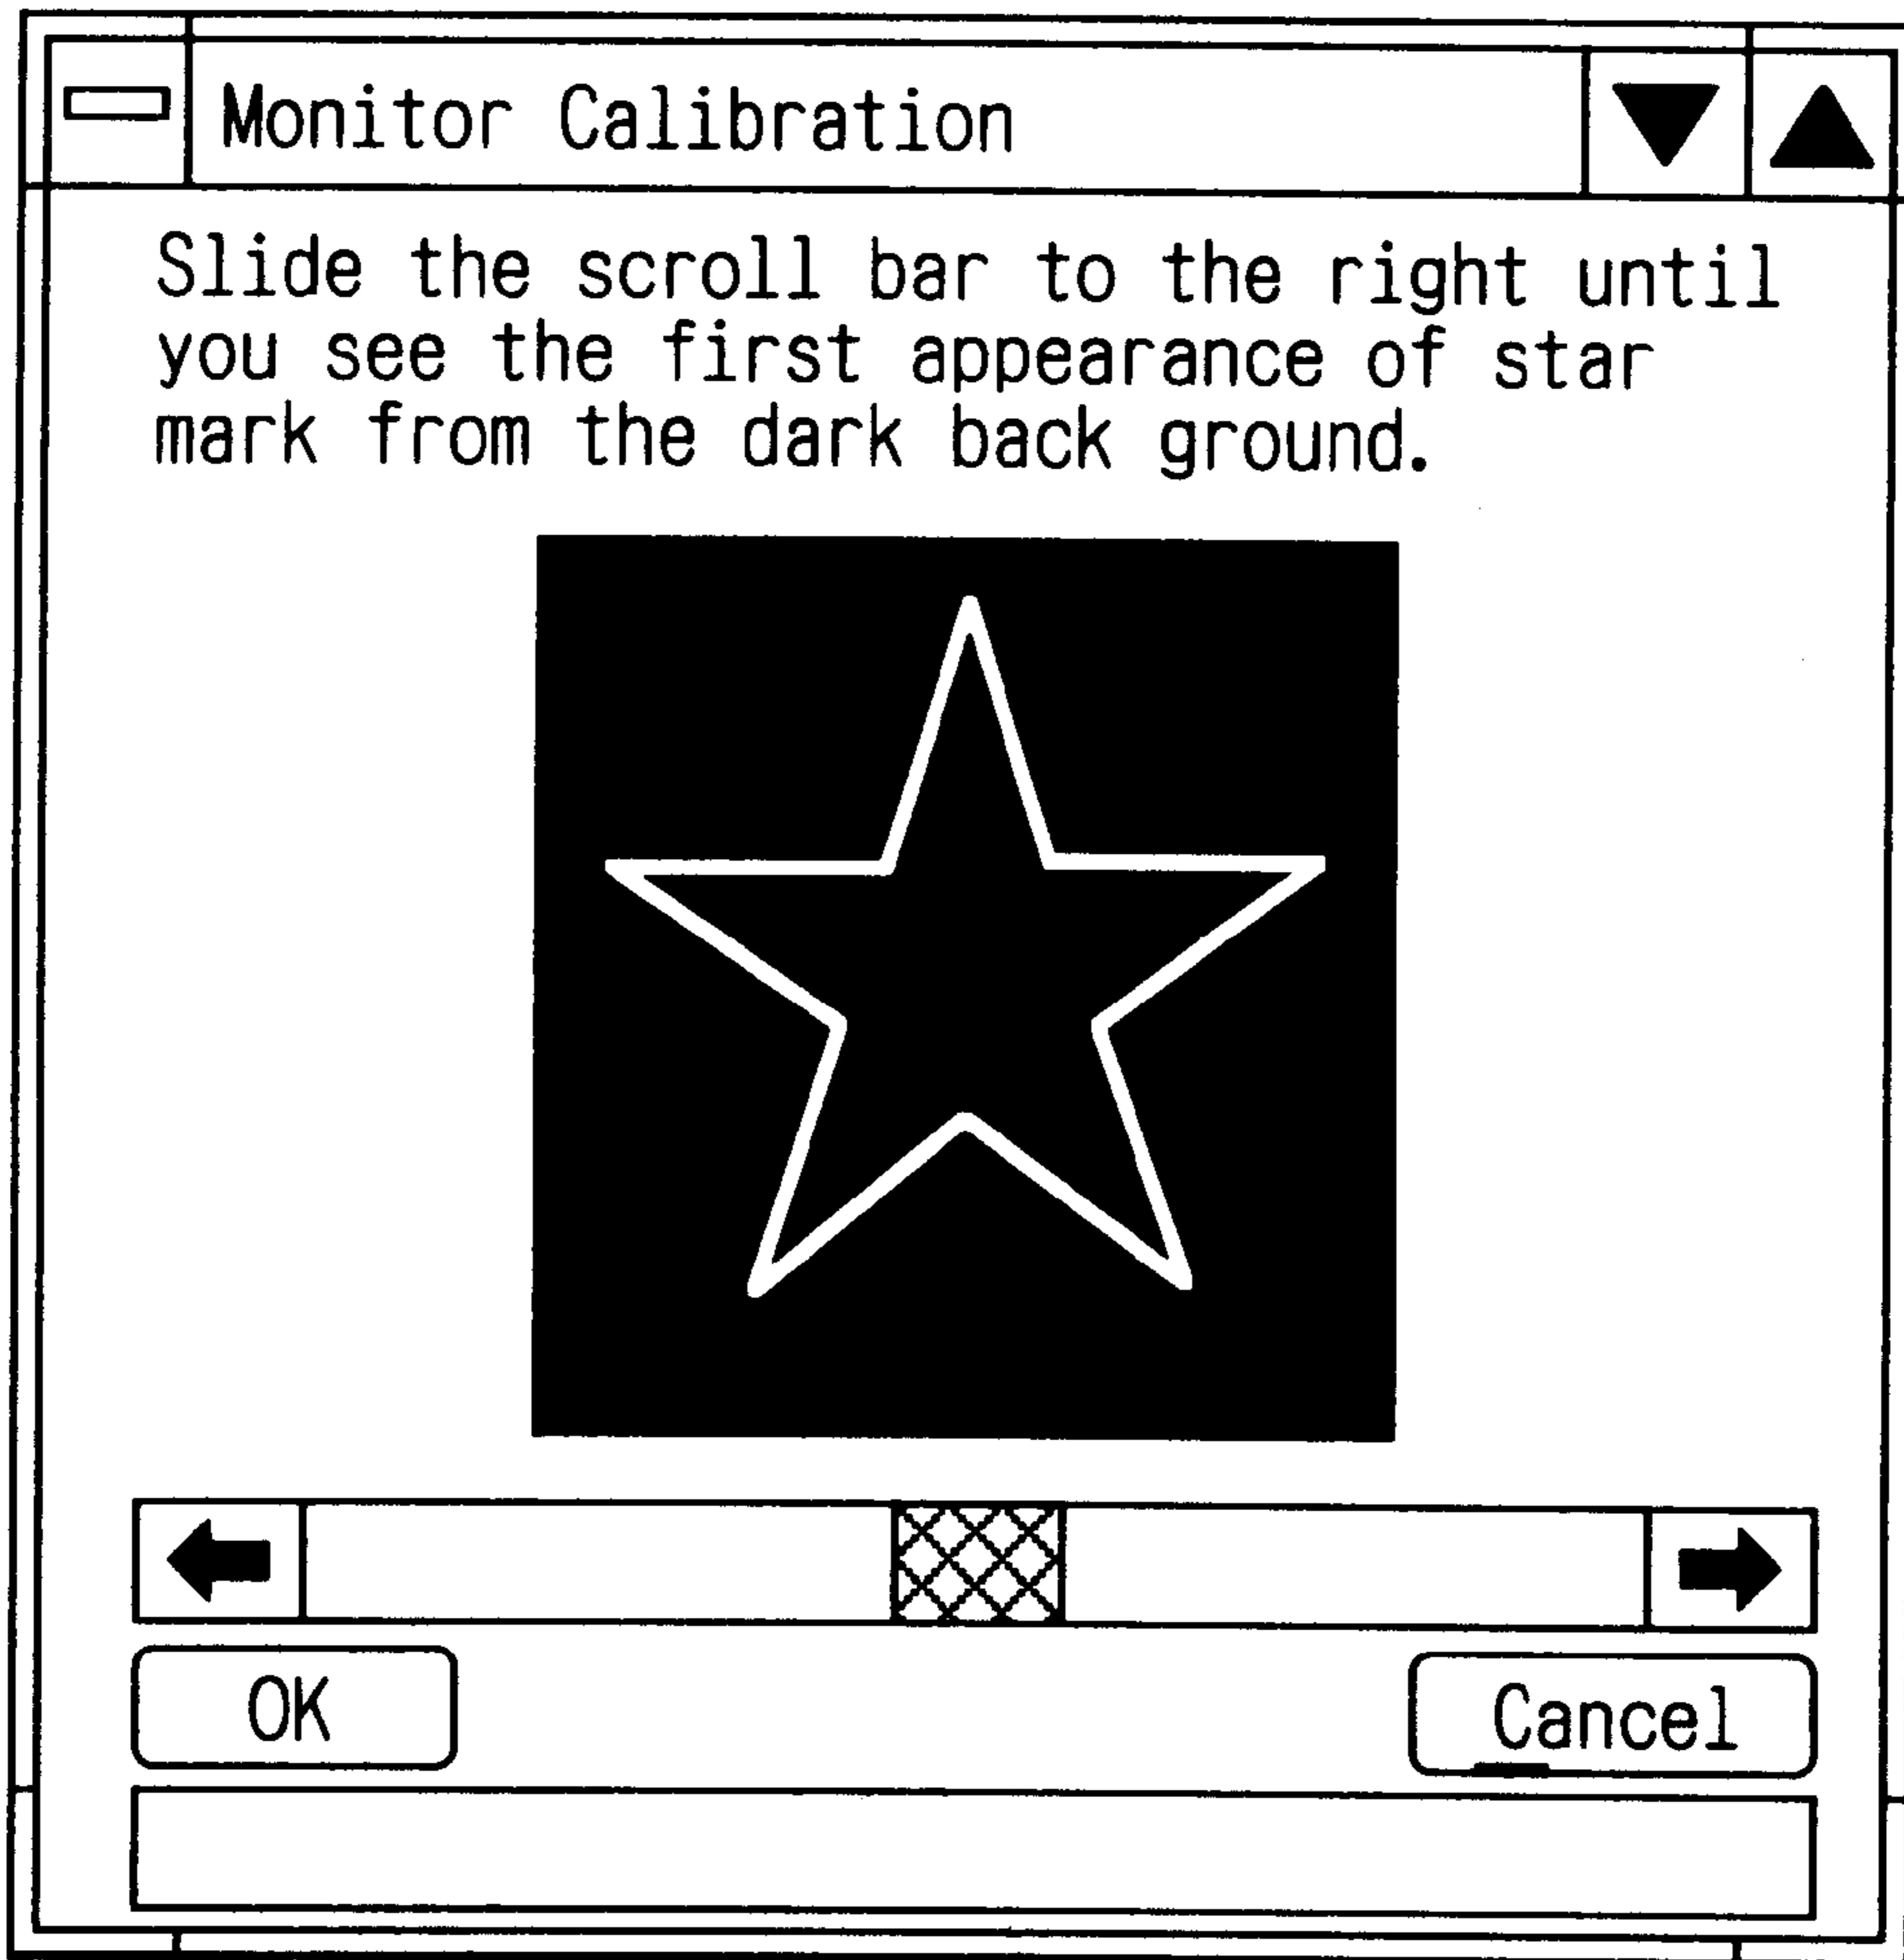 Monitor Calibration
Slide the scroll bar to the right until
you see the first appearance of star
mark from the dark back ground.
OK
Cancel